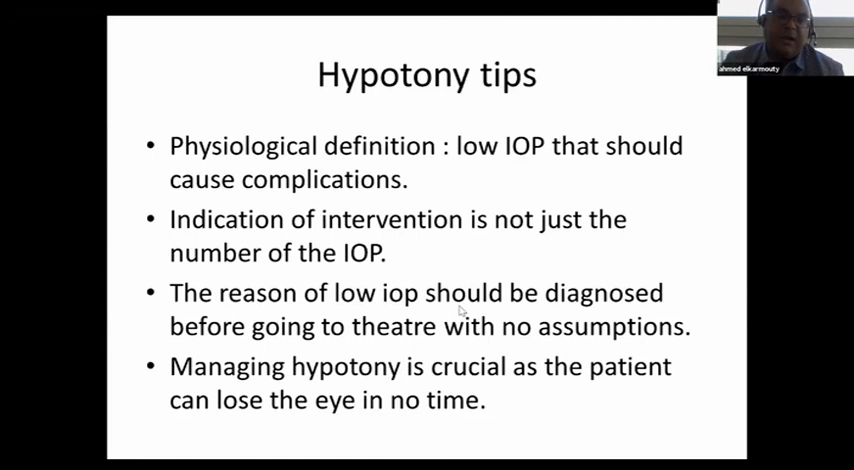 ahmed elkarmouty
Hypotony tips
• Physiological definition : low IOP that should
cause complications.
• Indication of intervention is not just the
number of the IOP.
• The reason of low iop should be diagnosed
before going to theatre with no assumptions.
• Managing hypotony is crucial as the patient
can lose the eye in no time.